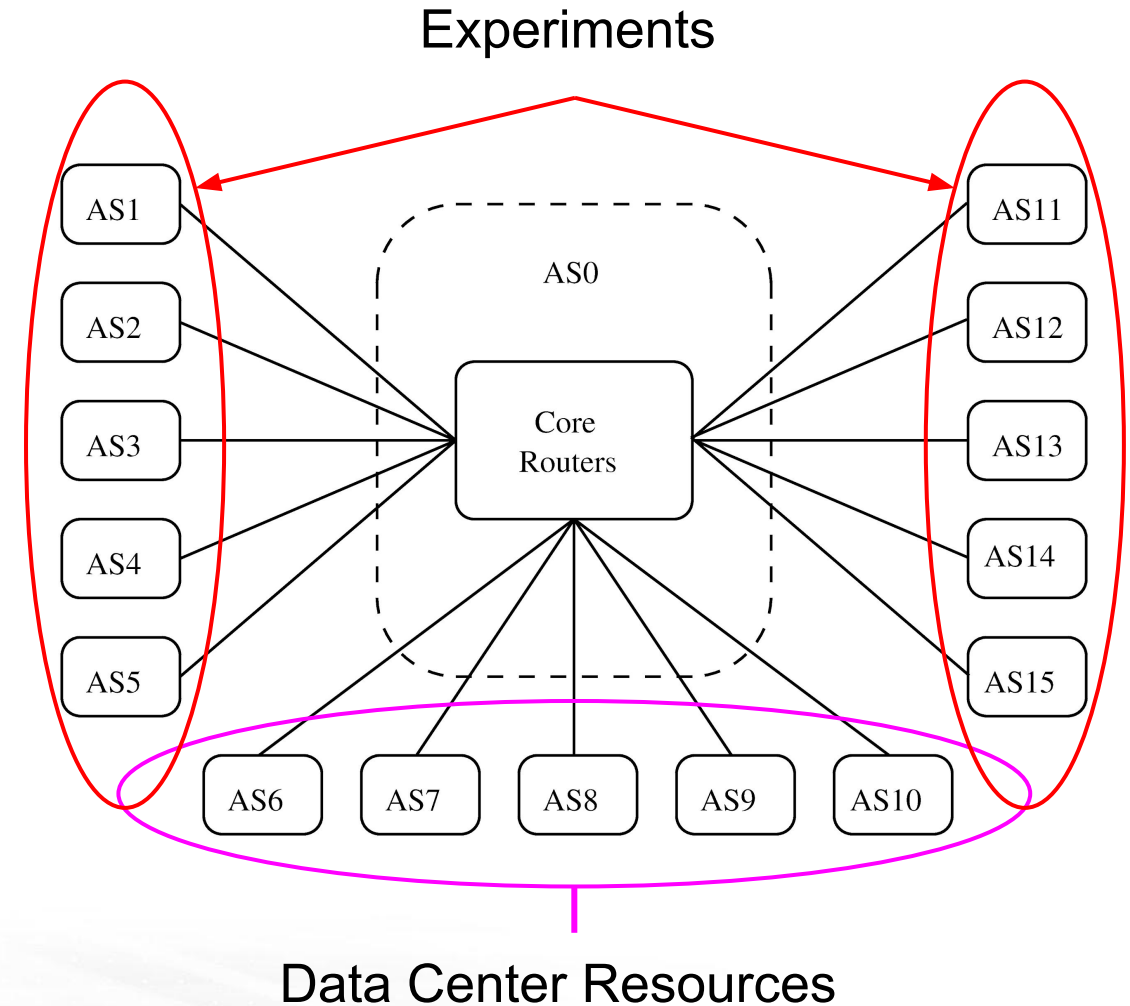 Experiments
AS1
AS11
AS0
AS2
AS12
Core
Routers
AS3
AS13
AS4
AS14
AS5
AS15
AS6
AS7
AS8
AS9
AS10
Data Center Resources